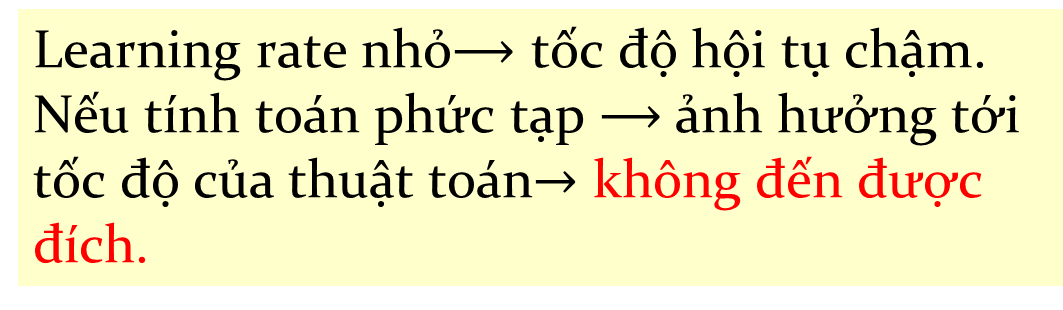 Learning rate nhỏ⟶ tốc độ hội tụ chậm.
Nếu tính toán phức tạp ⟶ ảnh hưởng tới
tốc độ của thuật toán→ không đến được
đích.